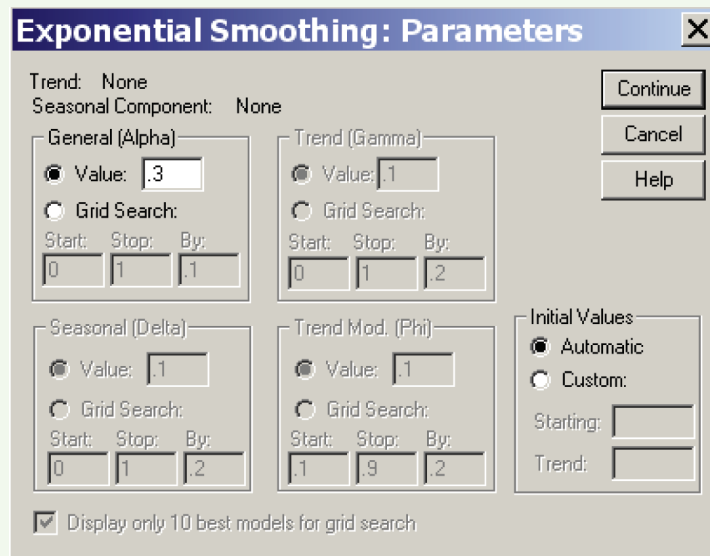 Exponential Smoothing: Parameters
Trend: None
Seasonal Component: None
Continue
Cancel
Help
General (Alpha)
Value: .3
Grid Search:
Start: Stop: By:
0 1 .1
Trend (Gamma)
Value: .1
Grid Search:
Start: Stop: By:
0 1 .2
Seasonal (Delta)
Value: .1
Grid Search:
Start: Stop: By:
0 1 .2
Trend Mod. (Phi)
Value: .1
Grid Search:
Start: Stop: By:
.1 .9 .2
Initial Values
Automatic
Custom:
Starting:
Trend:
Display only 10 best models for grid search